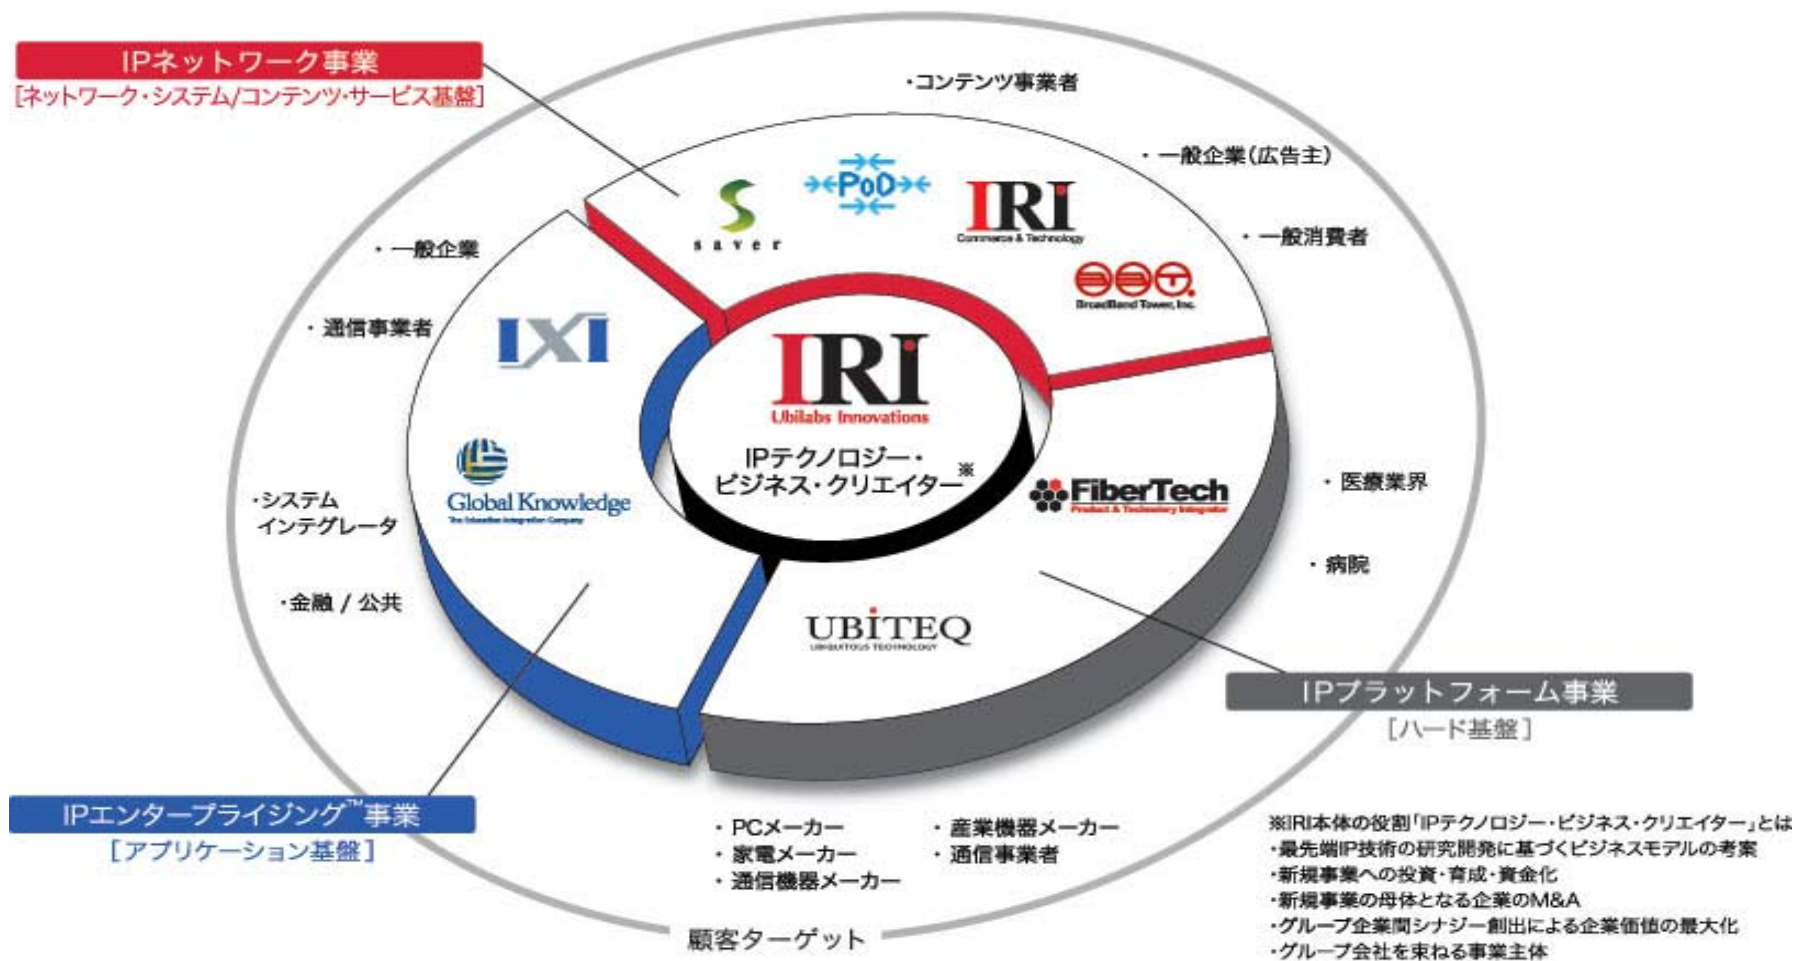 IPネットワーク事業
[ネットワーク・システム/コンテンツ・サービス基盤]
・コンテンツ事業者
・一般企業(広告主)
・一般消費者
saver
PoD
IRI
Commerce & Technology
BBT.
BroadBand Tower, Inc.
・一般企業
・通信事業者
・システム
インテグレータ
・金融 / 公共
IXI
Global Knowledge
The Education Integration Company
IRI
Ubilabs Innovations
IPテクノロジー・
ビジネス・クリエイター※
FiberTech
Product & Technology Integrator
UBiTEQ
UBIQUITOUS TECHNOLOGY
・医療業界
・病院
IPプラットフォーム事業
[ハード基盤]
IPエンタープライジング™事業
[アプリケーション基盤]
・PCメーカー
・家電メーカー
・通信機器メーカー
・産業機器メーカー
・通信事業者
顧客ターゲット
※IRI本体の役割「IPテクノロジー・ビジネス・クリエイター」とは
・最先端IP技術の研究開発に基づくビジネスモデルの考案
・新規事業への投資・育成・資金化
・新規事業の母体となる企業のM&A
・グループ企業間シナジー創出による企業価値の最大化
・グループ会社を束ねる事業主体